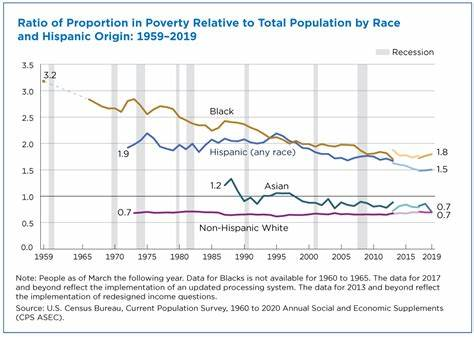 Ratio of Proportion in Poverty Relative to Total Population by Race
and Hispanic Origin: 1959–2019
Recession
3.5
3.2
3.0
2.5
Black
2.0
1.9
Hispanic (any race)
1.8
1.5
1.5
1.2
Asian
1.0
0.7
0.7
0.7
0.5
Non-Hispanic White
0.0
1959 1965 1970 1975 1980 1985 1990 1995 2000 2005 2010 2015 2019
Note: People as of March the following year. Data for Blacks is not available for 1960 to 1965. The data for 2017
and beyond reflect the implementation of an updated processing system. The data for 2013 and beyond reflect
the implementation of redesigned income questions.
Source: U.S. Census Bureau, Current Population Survey, 1960 to 2020 Annual Social and Economic Supplements
(CPS ASEC).